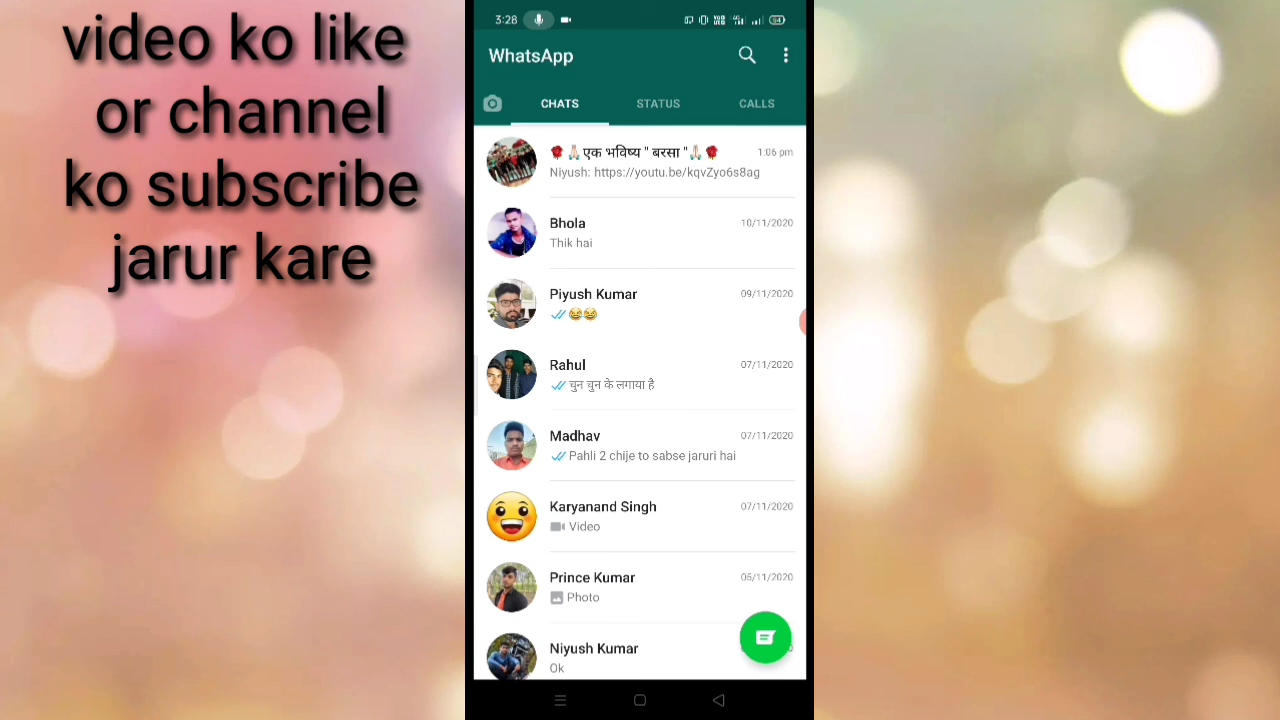 video ko like
or channel
ko subscribe
jarur kare
3:28
WhatsApp
CHATS STATUS CALLS
🌹🙏🏻एक भविष्य " बरसा "🙏🏻🌹 1:06 pm
Niyush: https://youtu.be/kqvZyo6s8ag
Bhola 10/11/2020
Thik hai
Piyush Kumar 09/11/2020
😂😂
Rahul 07/11/2020
चुन चुन के लगाया है
Madhav 07/11/2020
Pahli 2 chije to sabse jaruri hai
Karyanand Singh 07/11/2020
Video
Prince Kumar 05/11/2020
Photo
Niyush Kumar
Ok